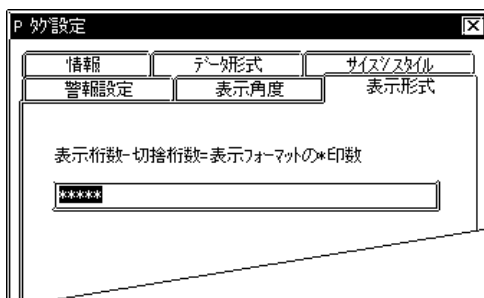 P ﾀｸﾞ設定
情報
ﾃﾞｰﾀ形式
ｻｲｽﾞ/ｽﾀｲﾙ
警報設定
表示角度
表示形式
表示桁数-切捨桁数=表示ﾌｫｰﾏｯﾄの*印数
*****